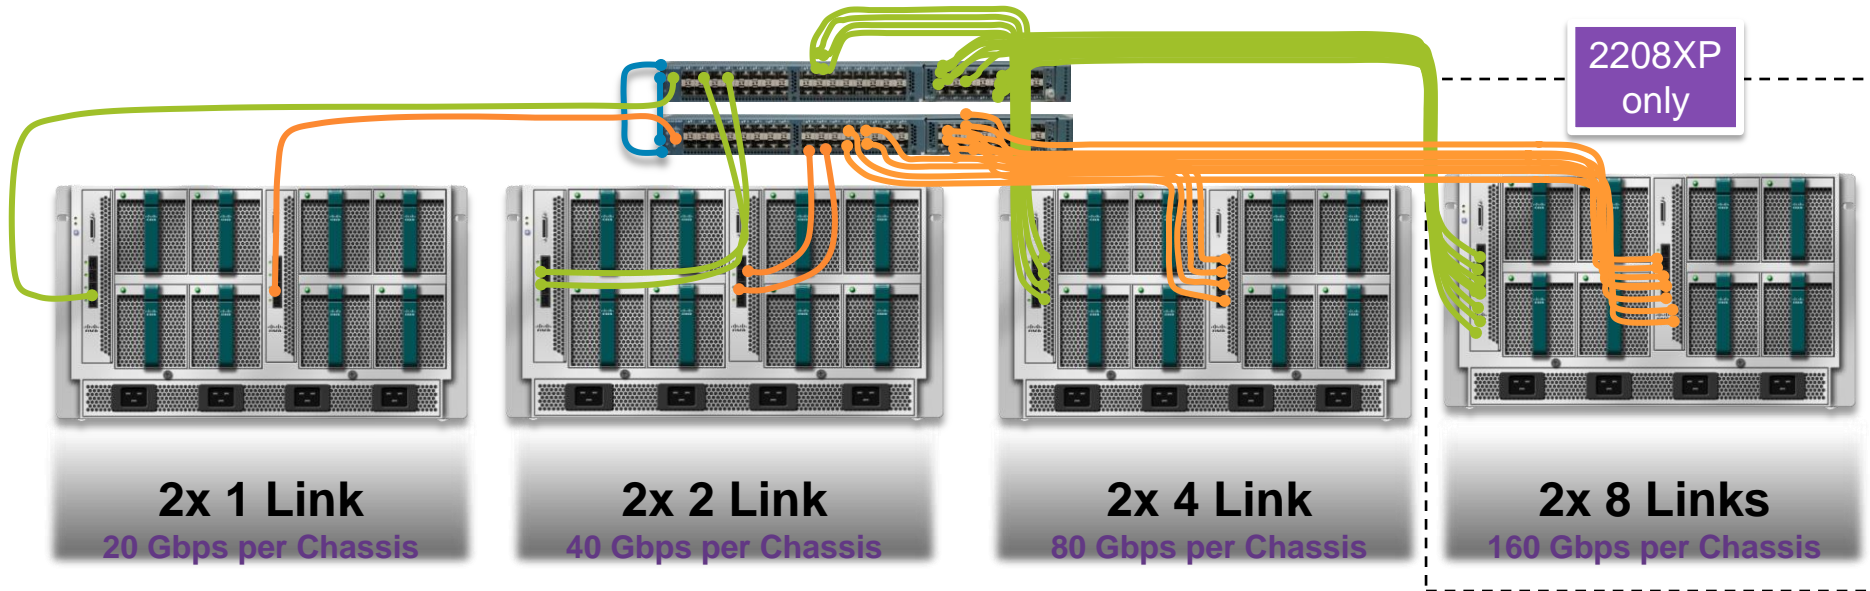 2208XP
only
2x 1 Link
20 Gbps per Chassis
2x 2 Link
40 Gbps per Chassis
2x 4 Link
80 Gbps per Chassis
2x 8 Links
160 Gbps per Chassis